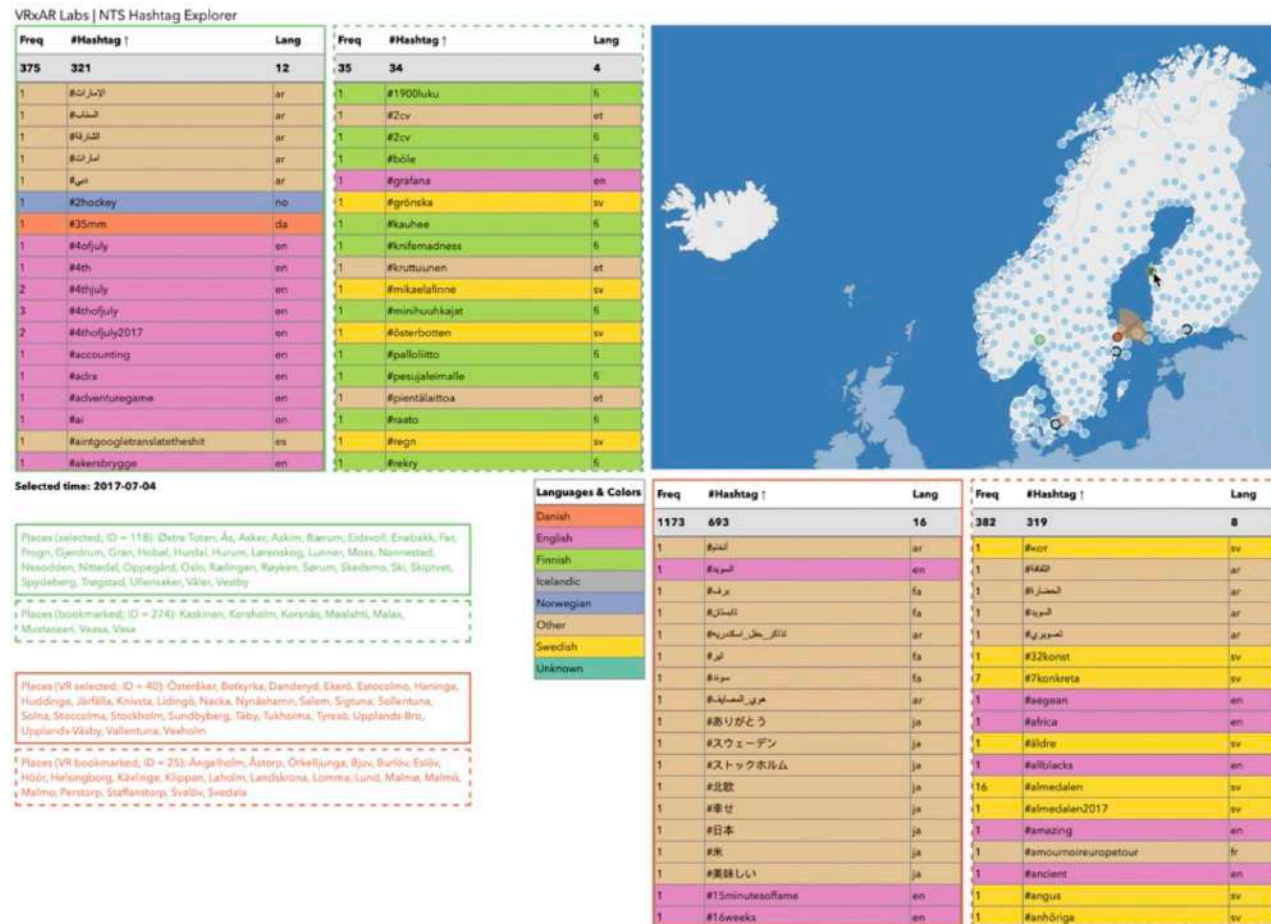 VRxAR Labs | NTS Hashtag Explorer
Freq #Hashtag ↑ Lang
375 321 12
1 #الإمارات ar
1 ar
1 #الشارقة ar
1 #امارات ar
1 #دبي ar
1 #2hockey no
1 #35mm da
1 #4ofjuly en
1 #4th en
2 #4thjuly en
3 #4thofjuly en
2 #4thofjuly2017 en
1 #accounting en
1 #adra en
1 #adventuregame en
1 #ai en
1 #aintgoogletranslatetheshit es
1 #akersbrygge en
Freq #Hashtag ↑ Lang
35 34 4
1 #1900luku fi
1 #2cv et
1 #2cv fi
1 #böle fi
1 #grafana en
1 #grönska sv
1 #kauhee fi
1 #knifemadness fi
1 #kruttuunen et
1 #mikaelafinne sv
1 #minihuuhkajat fi
1 #österbotten sv
1 #palloliitto fi
1 #pesujaleimalle fi
1 #pientälaittoa et
1 #raato fi
1 #regn sv
1 #rekry fi
Selected time: 2017-07-04
Places (selected; ID = 118): Østre Toten, Ås, Asker, Askim, Bærum, Eidsvoll, Enebakk, Fet,
Frogn, Gjerdrum, Gran, Hobøl, Hurdal, Hurum, Lørenskog, Lunner, Moss, Nannestad,
Nesodden, Nittedal, Oppegård, Oslo, Rælingen, Røyken, Sørum, Skedsmo, Ski, Skiptvet,
Spydeberg, Trøgstad, Ullensaker, Våler, Vestby
Places (bookmarked; ID = 274): Kaskinen, Korsholm, Korsnäs, Maalahti, Malax,
Mustasaari, Vaasa, Vasa
Places (VR selected; ID = 40): Österåker, Botkyrka, Danderyd, Ekerö, Estocolmo, Haninge,
Huddinge, Järfälla, Knivsta, Lidingö, Nacka, Nynäshamn, Salem, Sigtuna, Sollentuna,
Solna, Stoccolma, Stockholm, Sundbyberg, Täby, Tukholma, Tyresö, Upplands-Bro,
Upplands-Väsby, Vallentuna, Vaxholm
Places (VR bookmarked; ID = 25): Ängelholm, Åstorp, Örkelljunga, Bjuv, Burlöv, Eslöv,
Höör, Helsingborg, Kävlinge, Klippan, Laholm, Landskrona, Lomma, Lund, Malmø, Malmö,
Malmo, Perstorp, Staffanstorp, Svalöv, Svedala
Languages & Colors
Danish
English
Finnish
Icelandic
Norwegian
Other
Swedish
Unknown
Freq #Hashtag ↑ Lang
1173 693 16
1 ar
1 #السويد en
1 #برف fa
1 #تابستان fa
1 #تذاكر_حفل_اسكندريه ar
1 #تیر fa
1 #سوئد fa
1 ar
1 #ありがとう ja
1 #スウェーデン ja
1 #ストックホルム ja
1 #北欧 ja
1 #幸せ ja
1 #日本 ja
1 #米 ja
1 #美味しい ja
1 #15minutesoffame en
1 #16weeks en
Freq #Hashtag ↑ Lang
382 319 8
1 #кот sv
1 #الثقافة ar
1 #الحضارة ar
1 #السويد ar
1 #تصويري ar
1 #32konst sv
7 #7konkreta sv
1 #aegean en
1 #africa en
1 #äldre sv
1 #allblacks en
16 #almedalen sv
1 #almedalen2017 sv
1 #amazing en
1 #amournoireuropetour fr
1 #ancient en
1 #angus sv
1 #anhöriga sv